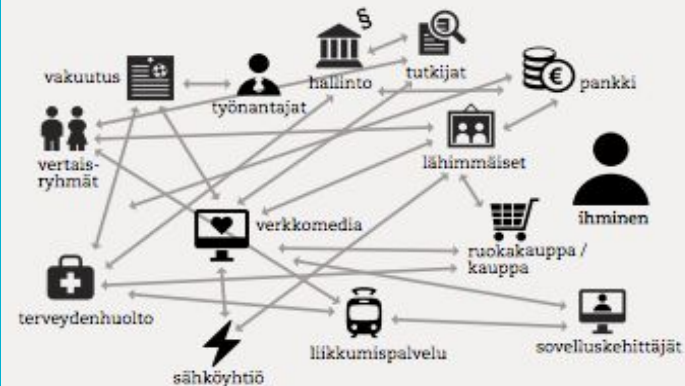 §
vakuutus
työnantajat
hallinto
tutkijat
€
pankki
vertais-
ryhmät
lähimmäiset
ihminen
verkkomedia
ruokakauppa /
kauppa
terveydenhuolto
sähköyhtiö
liikkumispalvelu
sovelluskehittäjät